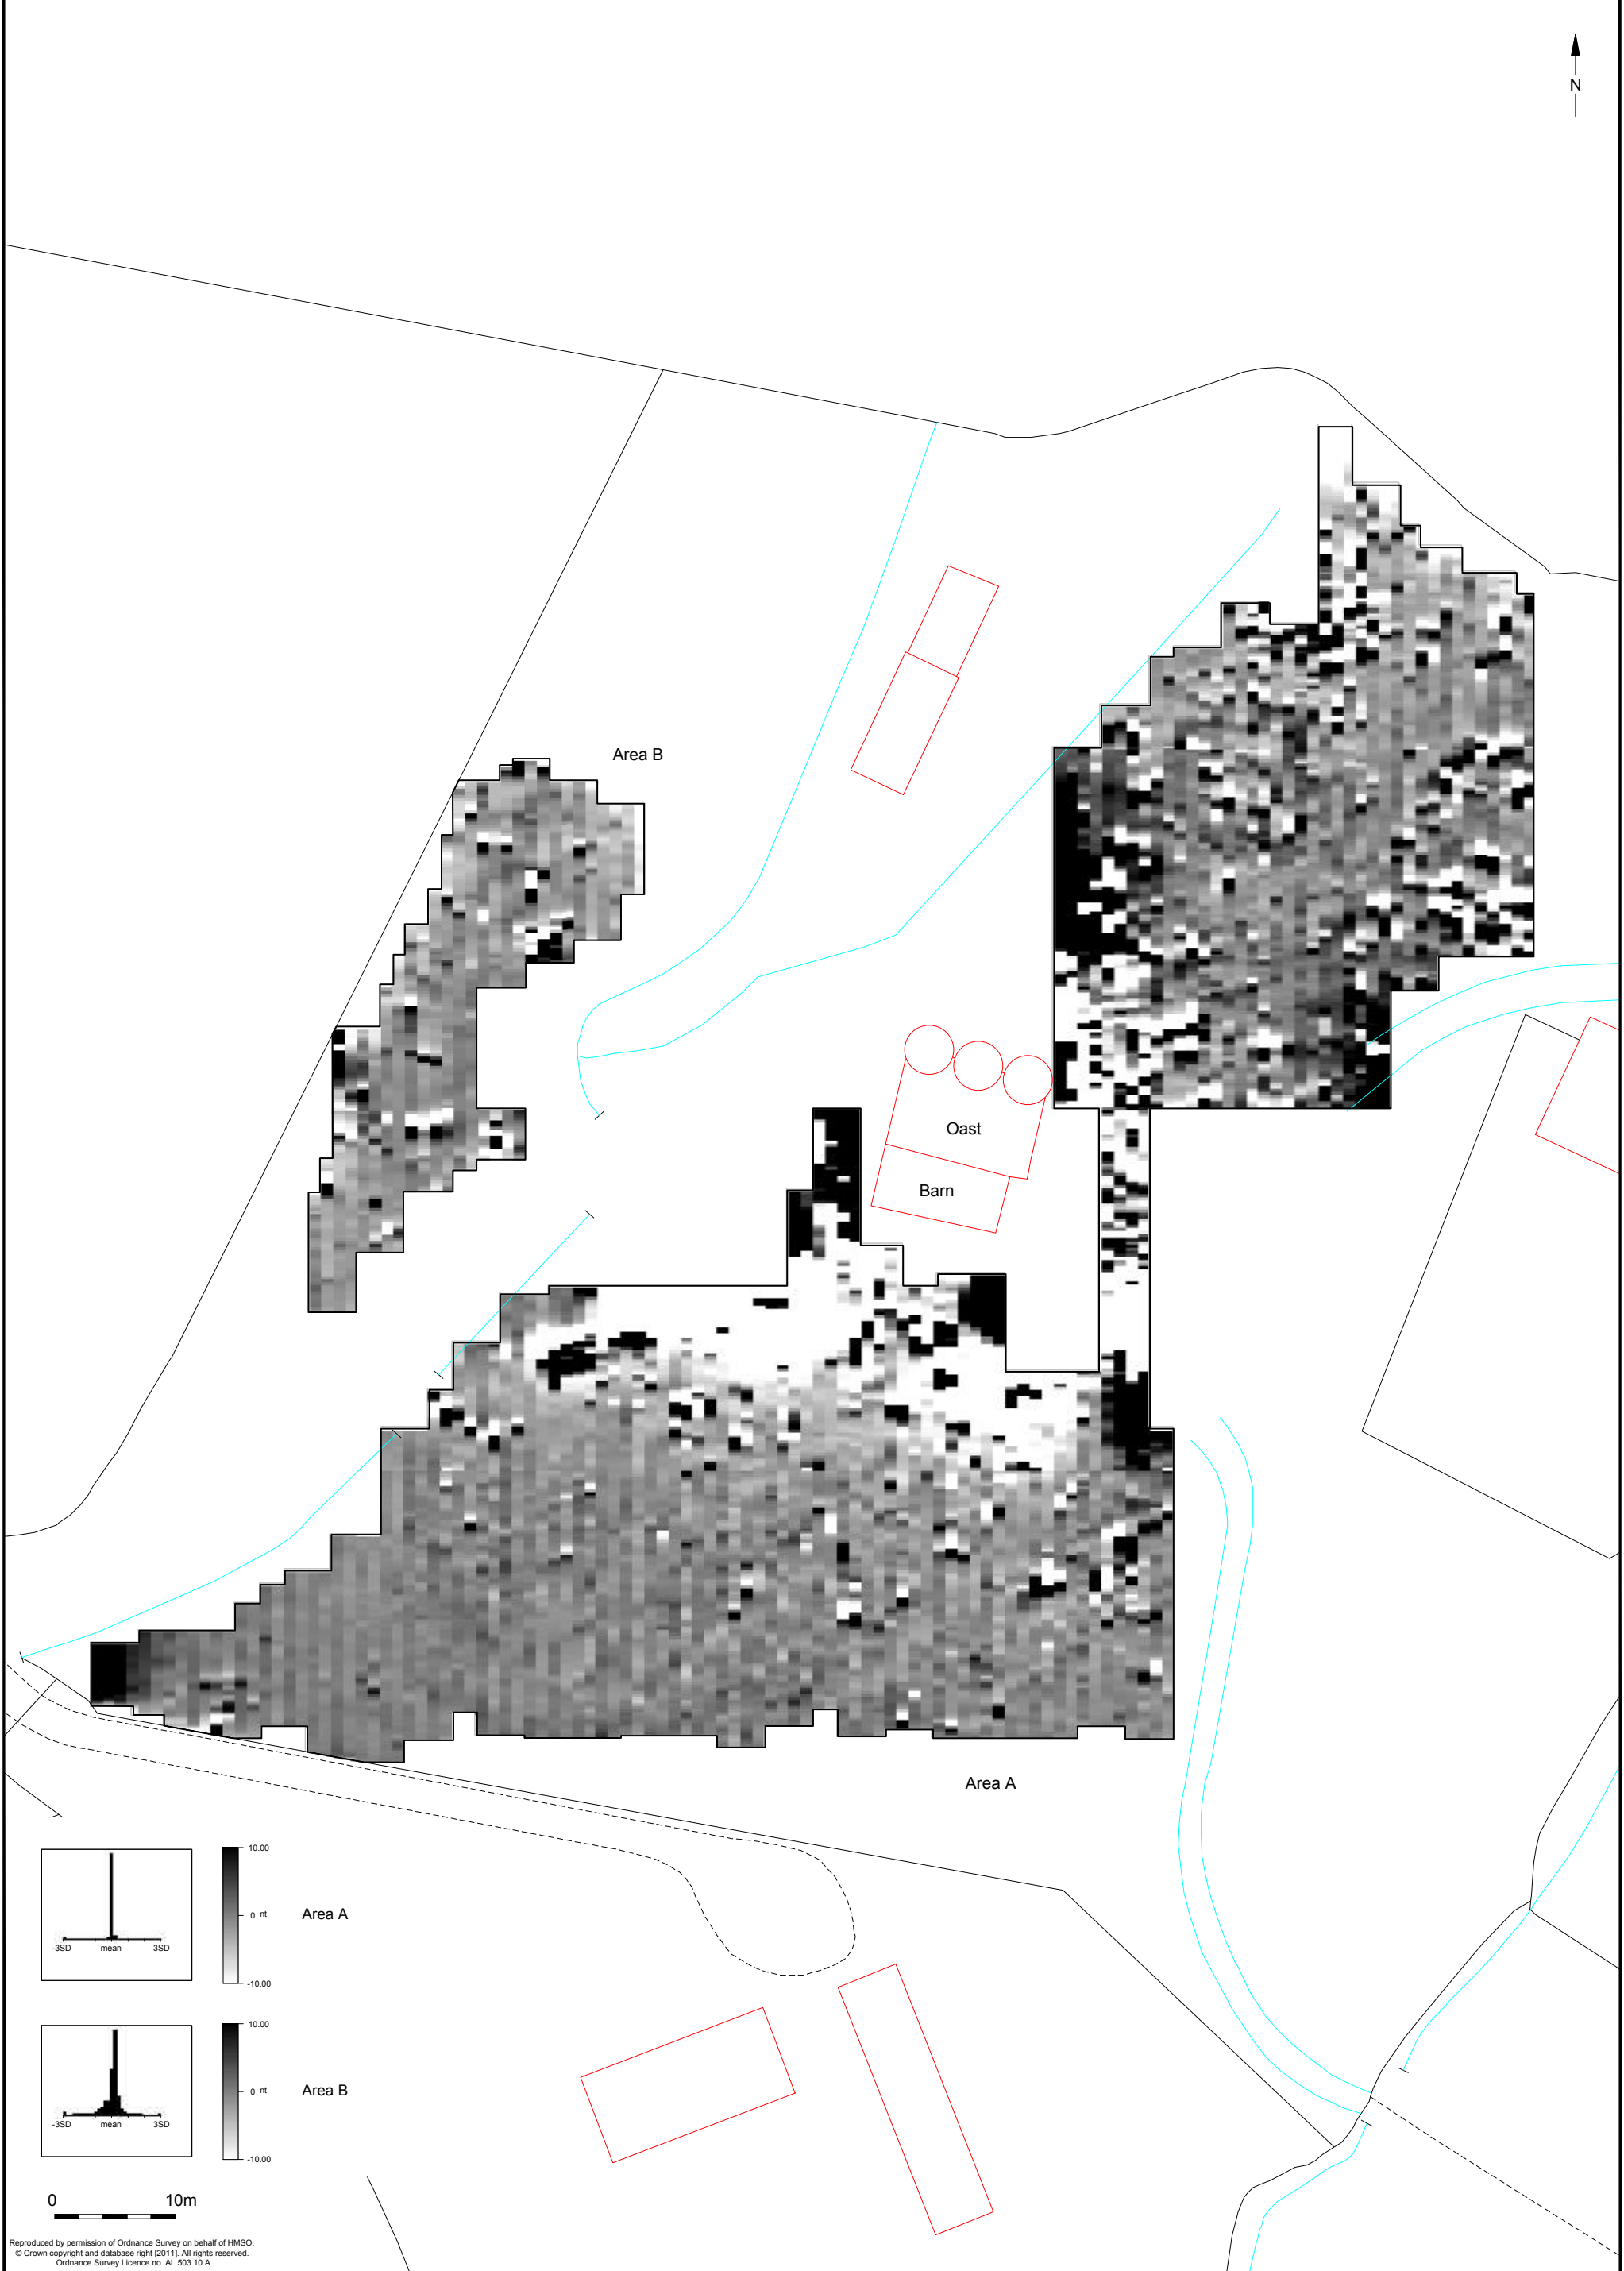 N
Area B
Oast
Barn
Area A
10.00
0 nt
-10.00
-3SD mean 3SD
Area A
10.00
0 nt
-10.00
-3SD mean 3SD
Area B
0 10m
Reproduced by permission of Ordnance Survey on behalf of HMSO.
© Crown copyright and database right [2011]. All rights reserved.
Ordnance Survey Licence no. AL 503 10 A